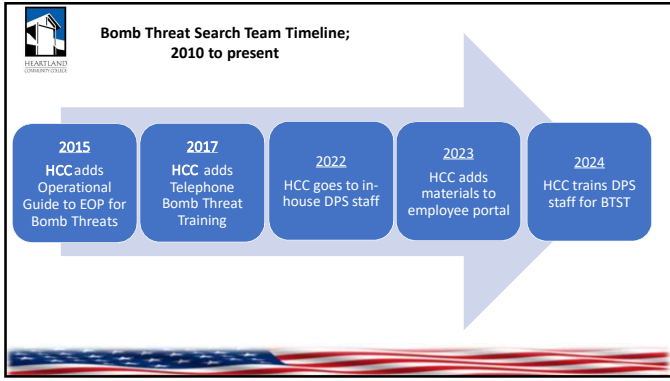 HEARTLAND
COMMUNITY COLLEGE
Bomb Threat Search Team Timeline;
2010 to present
2015
HCC adds
Operational
Guide to EOP for
Bomb Threats
2017
HCC adds
Telephone
Bomb Threat
Training
2022
HCC goes to in-
house DPS staff
2023
HCC adds
materials to
employee portal
2024
HCC trains DPS
staff for BTST